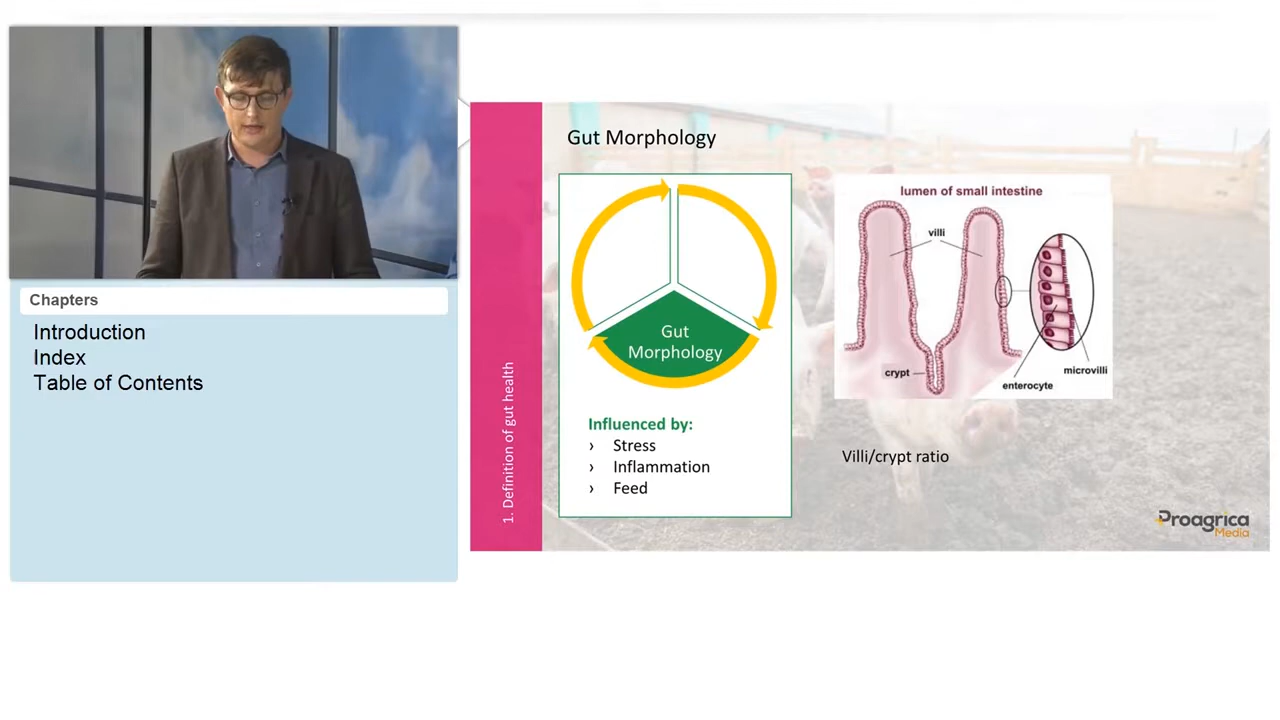 Chapters
Introduction
Index
Table of Contents
1. Definition of gut health
Gut Morphology
Gut
Morphology
Influenced by:
› Stress
› Inflammation
› Feed
lumen of small intestine
villi
crypt
enterocyte
microvilli
Villi/crypt ratio
Proagrica
Media